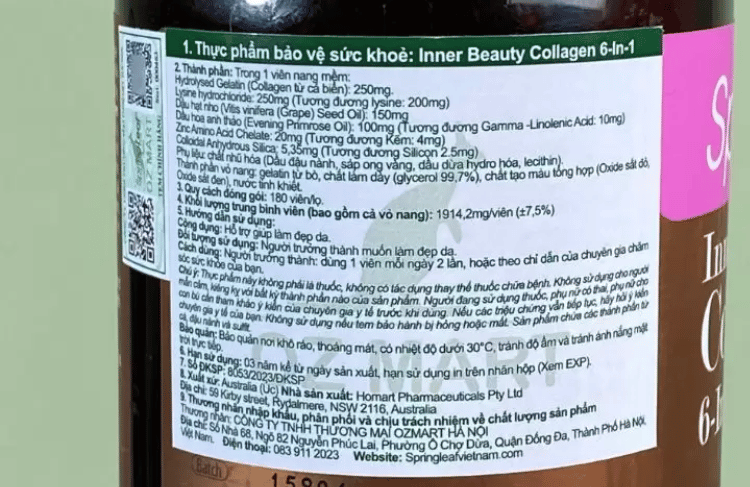 1. Thực phẩm bảo vệ sức khoẻ: Inner Beauty Collagen 6-In-1
2. Thành phần: Trong 1 viên nang mềm:
Hydrolysed Gelatin (Collagen từ cá biển): 250mg.
Lysine hydrochloride: 250mg (Tương đương lysine: 200mg)
Dầu hạt nho (Vitis vinifera (Grape) Seed Oil): 150mg
Dầu hoa anh thảo (Evening Primrose Oil): 100mg (Tương đương Gamma -Linolenic Acid: 10mg)
Zinc Amino Acid Chelate: 20mg (Tương đương Kẽm: 4mg)
Colloidal Anhydrous Silica: 5,35mg (Tương đương Silicon 2.5mg)
Phụ liệu: chất nhũ hóa (Dầu đậu nành, sáp ong vàng, dầu dừa hydro hóa, lecithin).
Thành phần vỏ nang: gelatin từ bò, chất làm dày (glycerol 99,7%), chất tạo màu tổng hợp (Oxide sắt đỏ,
Oxide sắt đen), nước tinh khiết.
3. Quy cách đóng gói: 180 viên/lọ.
4. Khối lượng trung bình viên (bao gồm cả vỏ nang): 1914,2mg/viên (±7,5%)
5. Hướng dẫn sử dụng:
Công dụng: Hỗ trợ giúp làm đẹp da.
Đối tượng sử dụng: Người trưởng thành muốn làm đẹp da.
Cách dùng: Người trưởng thành: dùng 1 viên mỗi ngày 2 lần, hoặc theo chỉ dẫn của chuyên gia chăm
sóc sức khỏe của bạn.
Chú ý: Thực phẩm này không phải là thuốc, không có tác dụng thay thế thuốc chữa bệnh. Không sử dụng cho người
mẫn cảm, kiêng kỵ với bất kỳ thành phần nào của sản phẩm. Người đang sử dụng thuốc, phụ nữ có thai, phụ nữ cho
con bú cần tham khảo ý kiến của chuyên gia y tế trước khi dùng. Nếu các triệu chứng vẫn tiếp tục, hãy hỏi ý kiến
chuyên gia y tế của bạn. Không sử dụng nếu tem bảo hành bị hỏng hoặc mất. Sản phẩm chứa các thành phần từ
cá, đậu nành và sulfit.
Bảo quản: Bảo quản nơi khô ráo, thoáng mát, có nhiệt độ dưới 30°C, tránh độ ẩm và tránh ánh nắng mặt
trời trực tiếp.
6. Hạn sử dụng: 03 năm kể từ ngày sản xuất, hạn sử dụng in trên nhãn hộp (Xem EXP).
7. Số ĐKSP: 8053/2023/ĐKSP
8. Xuất xứ: Australia (Úc) Nhà sản xuất: Homart Pharmaceuticals Pty Ltd
Địa chỉ: 59 Kirby street, Rydalmere, NSW 2116, Australia
9. Thương nhân nhập khẩu, phân phối và chịu trách nhiệm về chất lượng sản phẩm
Thương nhân: CÔNG TY TNHH THƯƠNG MẠI OZMART HÀ NỘI
Địa chỉ: Số Nhà 68, Ngõ 82 Nguyễn Phúc Lai, Phường Ô Chợ Dừa, Quận Đống Đa, Thành Phố Hà Nội,
Việt Nam. Điện thoại: 083 911 2023 Website: Springleafvietnam.com
OZ MART
OZ MART
TEM CHÍNH HÃNG
Batch
Sp
Inn
Co
6-I